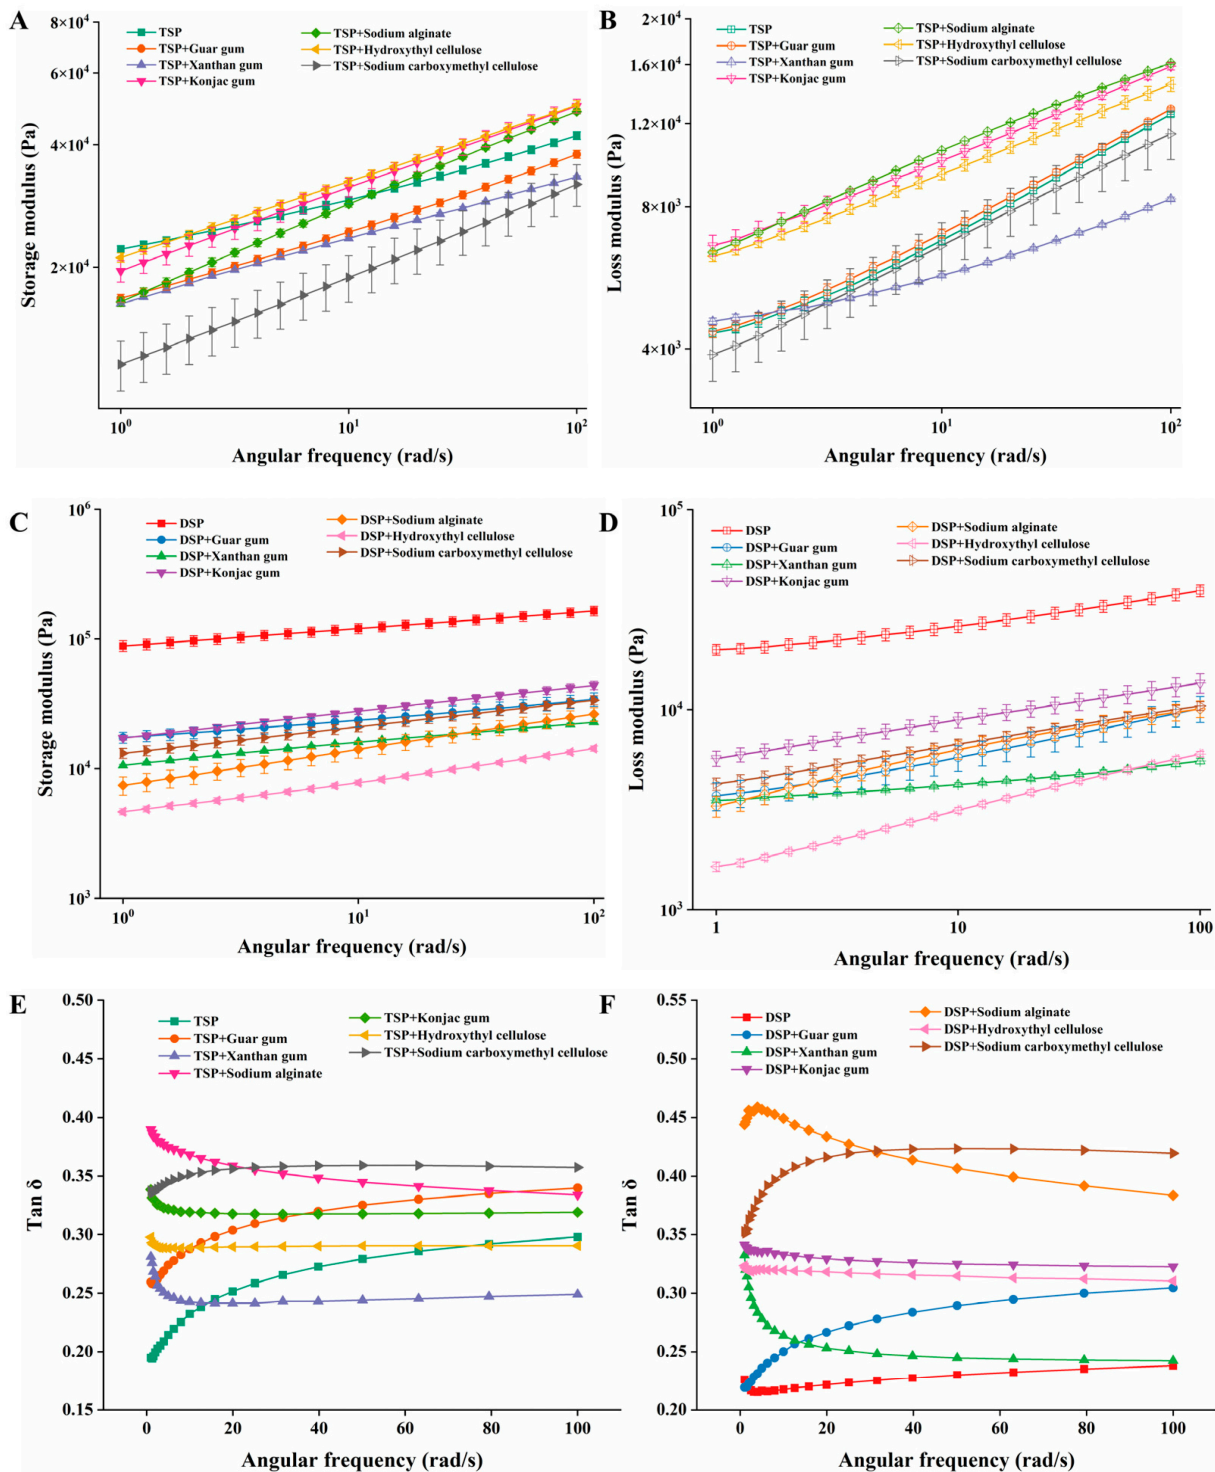 A
8×10⁴
6×10⁴
4×10⁴
2×10⁴
10⁰
10¹
10²
Storage modulus (Pa)
Angular frequency (rad/s)
TSP
TSP+Guar gum
TSP+Xanthan gum
TSP+Konjac gum
TSP+Sodium alginate
TSP+Hydroxythyl cellulose
TSP+Sodium carboxymethyl cellulose
B
2×10⁴
1.6×10⁴
1.2×10⁴
8×10³
4×10³
10⁰
10¹
10²
Loss modulus (Pa)
Angular frequency (rad/s)
TSP
TSP+Guar gum
TSP+Xanthan gum
TSP+Konjac gum
TSP+Sodium alginate
TSP+Hydroxythyl cellulose
TSP+Sodium carboxymethyl cellulose
C
10⁶
10⁵
10⁴
10³
10⁰
10¹
10²
Storage modulus (Pa)
Angular frequency (rad/s)
DSP
DSP+Guar gum
DSP+Xanthan gum
DSP+Konjac gum
DSP+Sodium alginate
DSP+Hydroxythyl cellulose
DSP+Sodium carboxymethyl cellulose
D
10⁵
10⁴
10³
1
10
100
Loss modulus (Pa)
Angular frequency (rad/s)
DSP
DSP+Guar gum
DSP+Xanthan gum
DSP+Konjac gum
DSP+Sodium alginate
DSP+Hydroxythyl cellulose
DSP+Sodium carboxymethyl cellulose
E
0.50
0.45
0.40
0.35
0.30
0.25
0.20
0.15
0
20
40
60
80
100
Tan δ
Angular frequency (rad/s)
TSP
TSP+Guar gum
TSP+Xanthan gum
TSP+Sodium alginate
TSP+Konjac gum
TSP+Hydroxythyl cellulose
TSP+Sodium carboxymethyl cellulose
F
0.55
0.50
0.45
0.40
0.35
0.30
0.25
0.20
0
20
40
60
80
100
Tan δ
Angular frequency (rad/s)
DSP
DSP+Guar gum
DSP+Xanthan gum
DSP+Konjac gum
DSP+Sodium alginate
DSP+Hydroxythyl cellulose
DSP+Sodium carboxymethyl cellulose